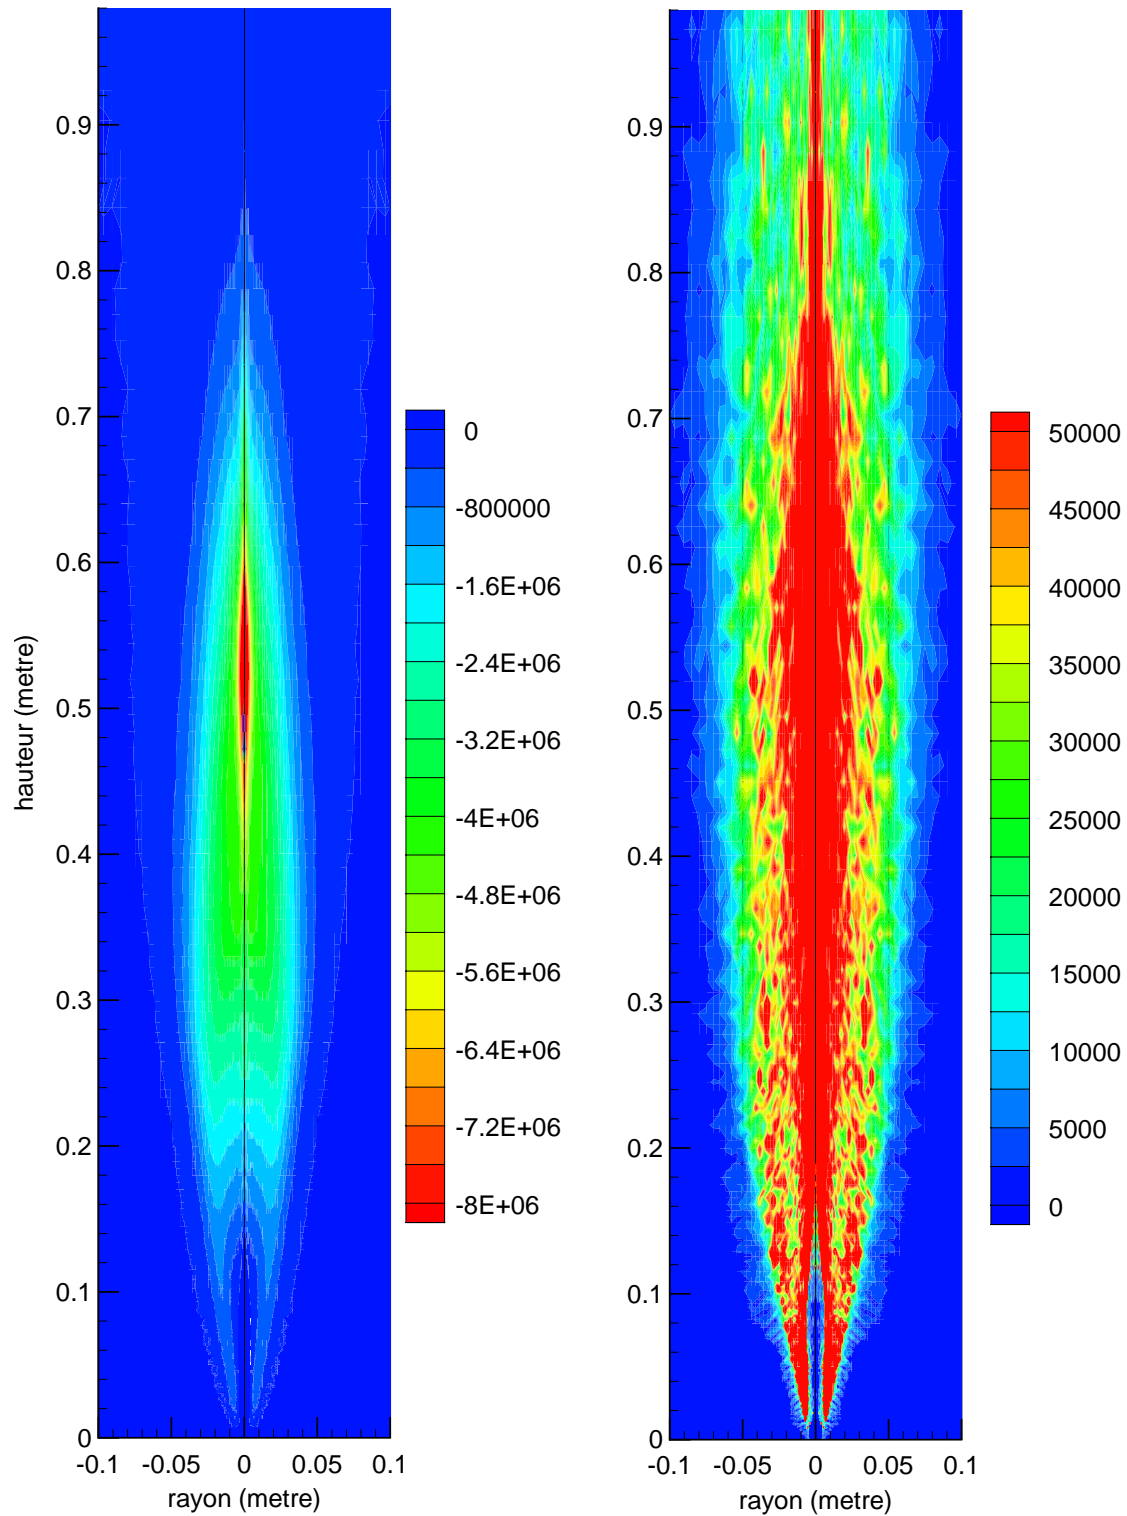 0.9
0.8
0.7
0.6
0.5
0.4
0.3
0.2
0.1
0
hauteur (metre)
-0.1 -0.05 0 0.05 0.1
rayon (metre)
0
-800000
-1.6E+06
-2.4E+06
-3.2E+06
-4E+06
-4.8E+06
-5.6E+06
-6.4E+06
-7.2E+06
-8E+06
0.9
0.8
0.7
0.6
0.5
0.4
0.3
0.2
0.1
0
-0.1 -0.05 0 0.05 0.1
rayon (metre)
50000
45000
40000
35000
30000
25000
20000
15000
10000
5000
0